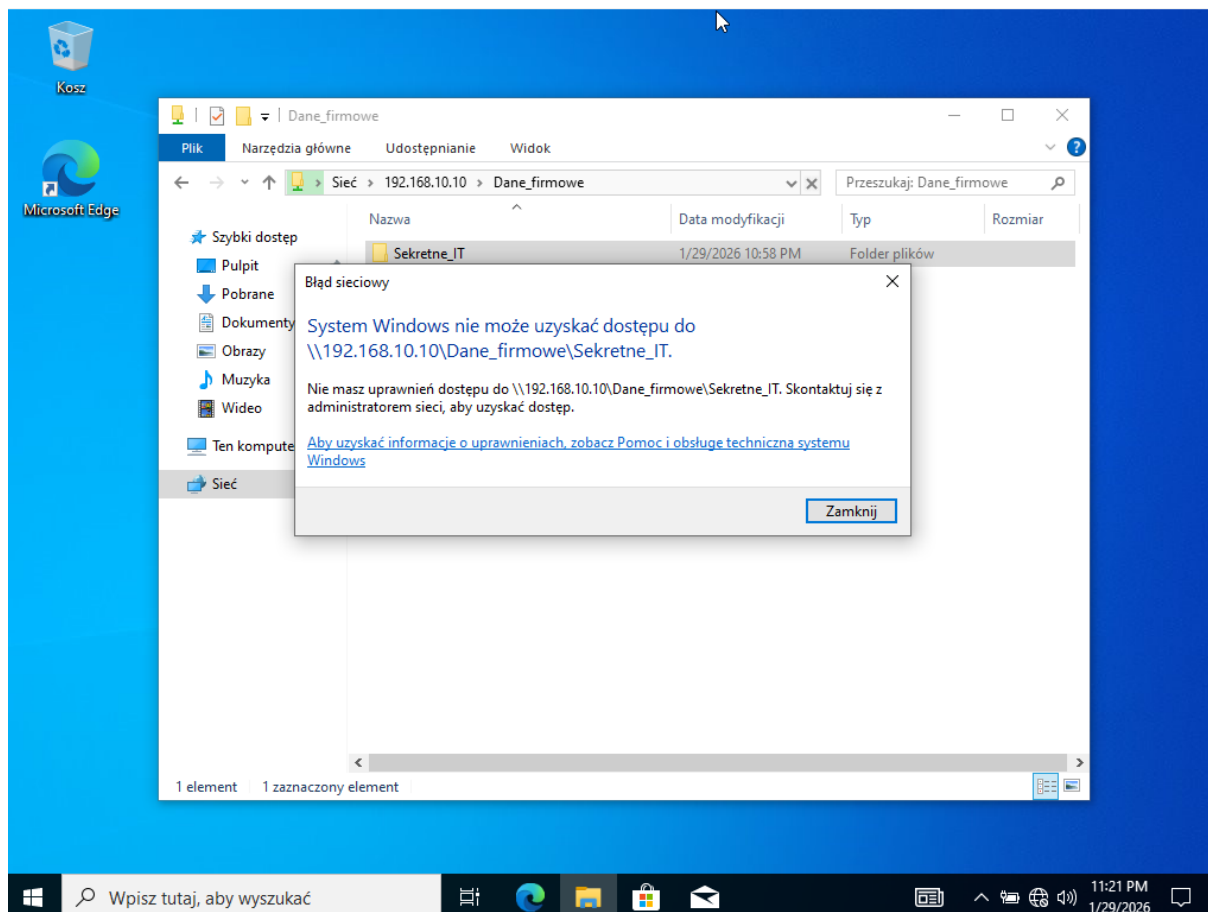 Kosz
Microsoft Edge
Dane_firmowe
Plik Narzędzia główne Udostępnianie Widok
Sieć > 192.168.10.10 > Dane_firmowe
Przeszukaj: Dane_firmowe
Nazwa Data modyfikacji Typ Rozmiar
Szybki dostęp
Pulpit
Pobrane
Dokumenty
Obrazy
Muzyka
Wideo
Ten kompute
Sieć
Sekretne_IT 1/29/2026 10:58 PM Folder plików
Błąd sieciowy
System Windows nie może uzyskać dostępu do
\\192.168.10.10\Dane_firmowe\Sekretne_IT.
Nie masz uprawnień dostępu do \\192.168.10.10\Dane_firmowe\Sekretne_IT. Skontaktuj się z
administratorem sieci, aby uzyskać dostęp.
Aby uzyskać informacje o uprawnieniach, zobacz Pomoc i obsługę techniczną systemu
Windows
Zamknij
1 element 1 zaznaczony element
Wpisz tutaj, aby wyszukać
11:21 PM
1/29/2026